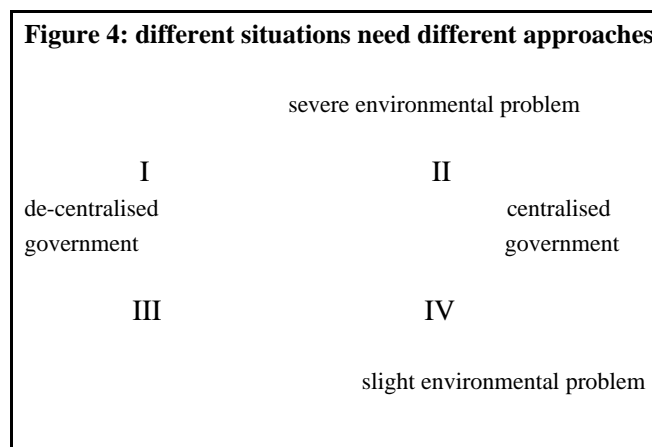 Figure 4: different situations need different approaches
severe environmental problem
I II
de-centralised centralised
government government
III IV
slight environmental problem